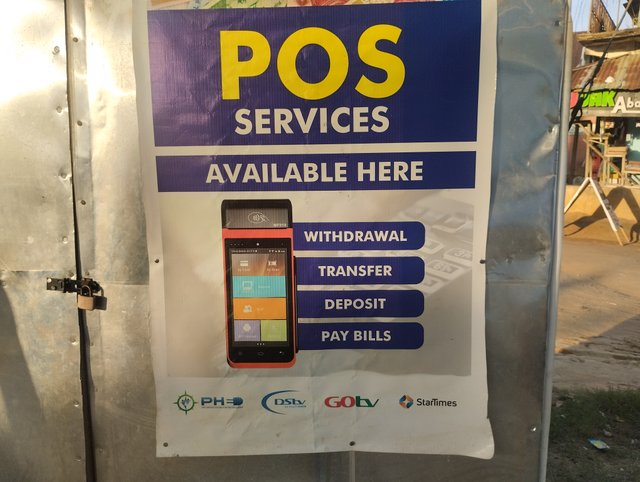 POS
SERVICES
AVAILABLE HERE
WITHDRAWAL
TRANSFER
DEPOSIT
PAY BILLS
PHED
DStv
GOtv
StarTimes